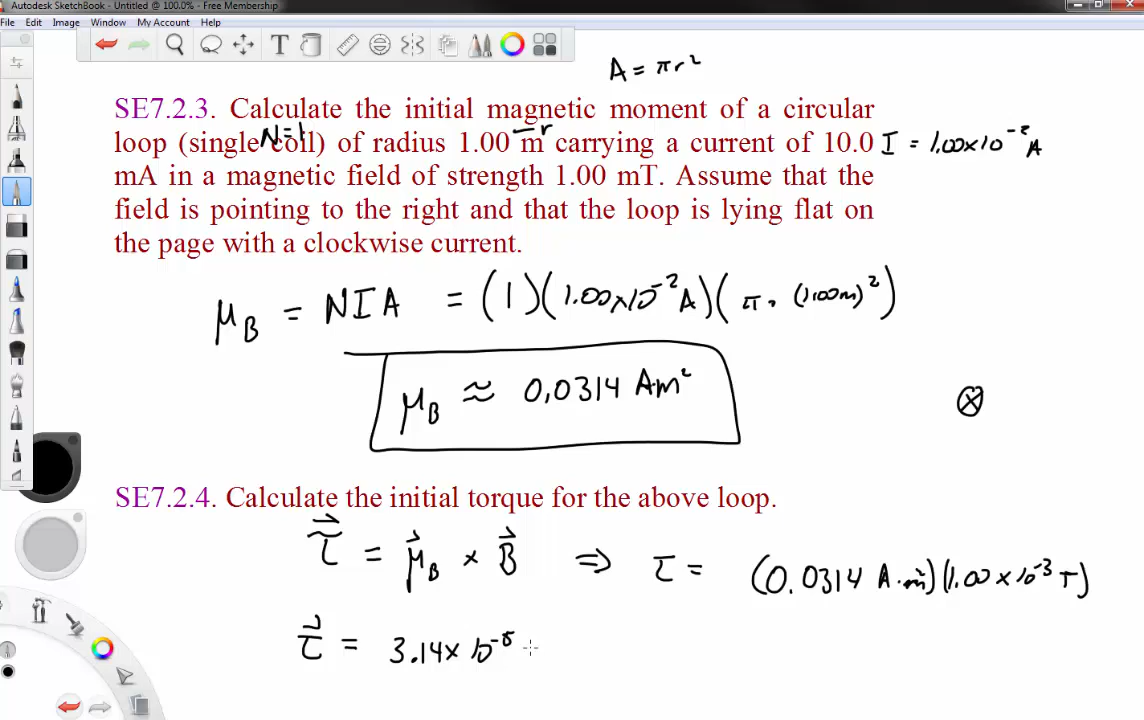 Autodesk SketchBook - Untitled @ 100.0% - Free Membership
File Edit Image Window My Account Help
A = πr²
SE7.2.3. Calculate the initial magnetic moment of a circular
N=1 r
loop (single coil) of radius 1.00 m carrying a current of 10.0 I = 1.00×10⁻² A
mA in a magnetic field of strength 1.00 mT. Assume that the
field is pointing to the right and that the loop is lying flat on
the page with a clockwise current.
μ_B = NIA = (1)(1.00×10⁻² A)(π · (1.00m)²)
μ_B ≈ 0.0314 A·m²
⊗
SE7.2.4. Calculate the initial torque for the above loop.
τ⃗ = μ⃗_B × B⃗ ⇒ τ = (0.0314 A·m²)(1.00 × 10⁻³ T)
τ⃗ = 3.14× 10⁻⁵